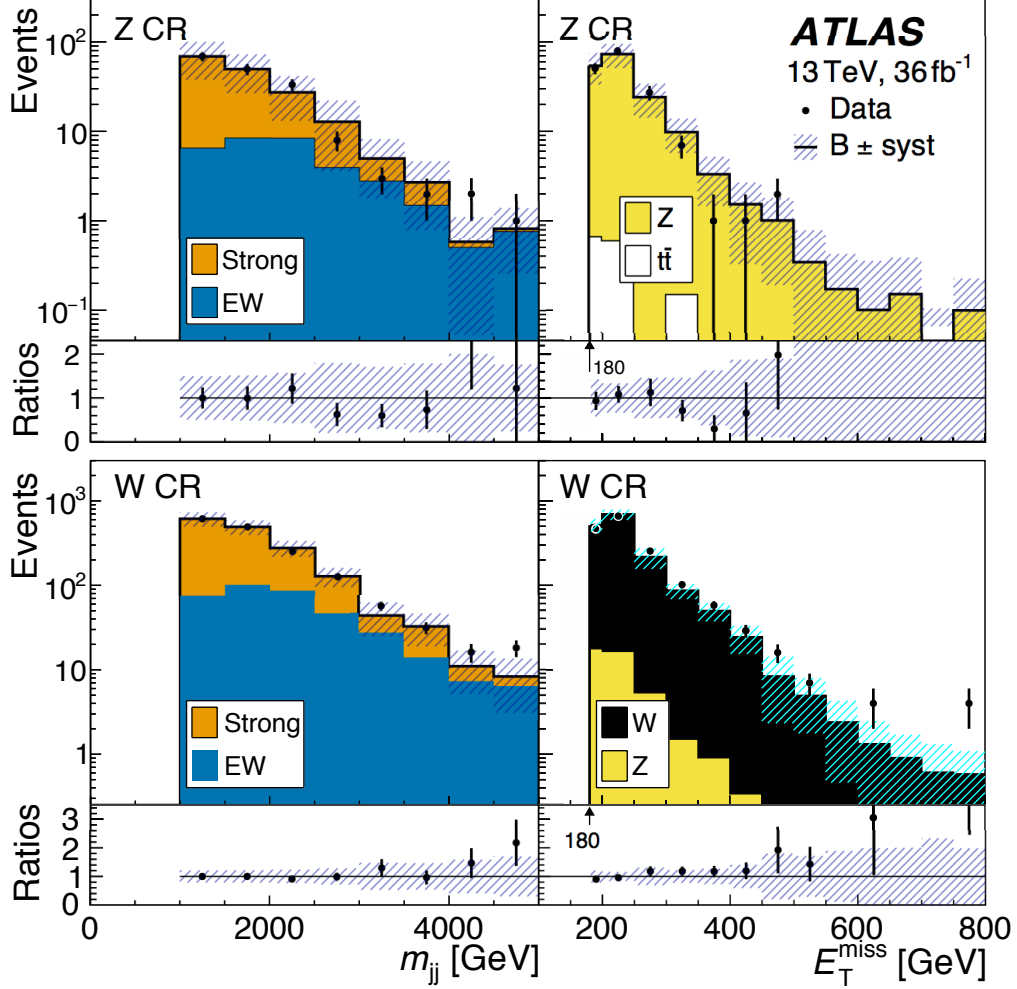 Events
10²
10
1
10⁻¹
Z CR
Strong
EW
Z CR
ATLAS
13 TeV, 36 fb⁻¹
Data
B ± syst
Z
tt̄
Ratios
2
1
0
180
Events
10³
10²
10
1
W CR
Strong
EW
W CR
W
Z
Ratios
3
2
1
0
180
0 2000 4000 200 400 600 800
m_jj [GeV] E_T^miss [GeV]